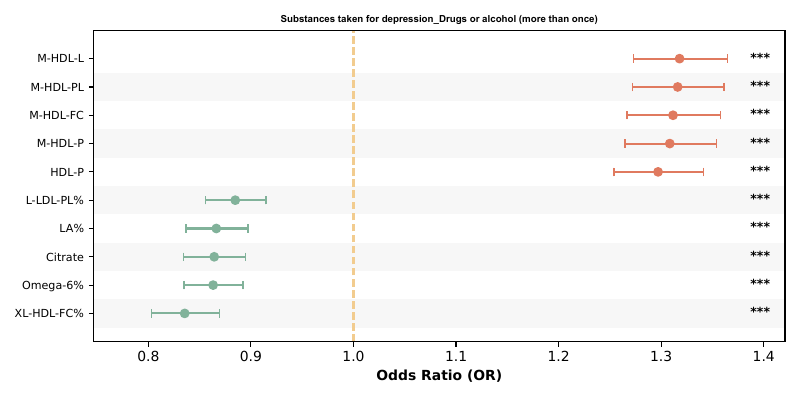 Substances taken for depression_Drugs or alcohol (more than once)
M-HDL-L ***
M-HDL-PL ***
M-HDL-FC ***
M-HDL-P ***
HDL-P ***
L-LDL-PL% ***
LA% ***
Citrate ***
Omega-6% ***
XL-HDL-FC% ***
0.8 0.9 1.0 1.1 1.2 1.3 1.4
Odds Ratio (OR)